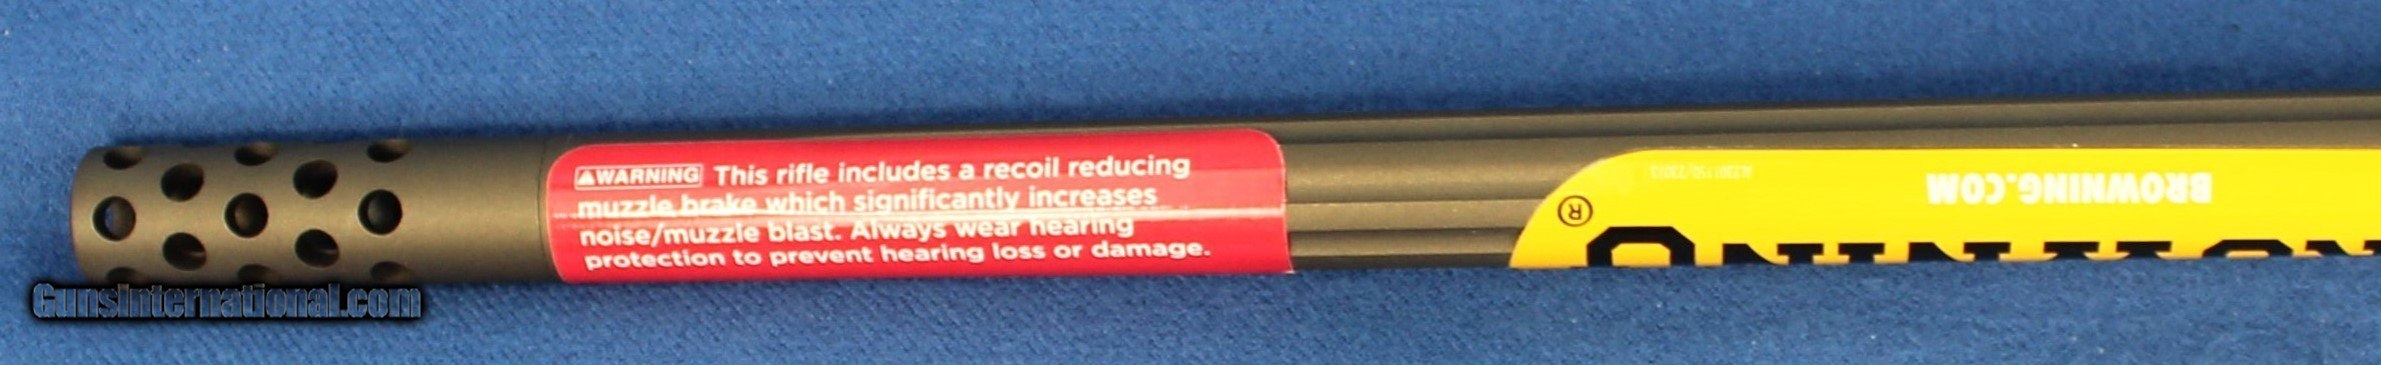 ⚠WARNING This rifle includes a recoil reducing
muzzle brake which significantly increases
noise/muzzle blast. Always wear hearing
protection to prevent hearing loss or damage.
BROWNING.COM
®
GunsInternational.com